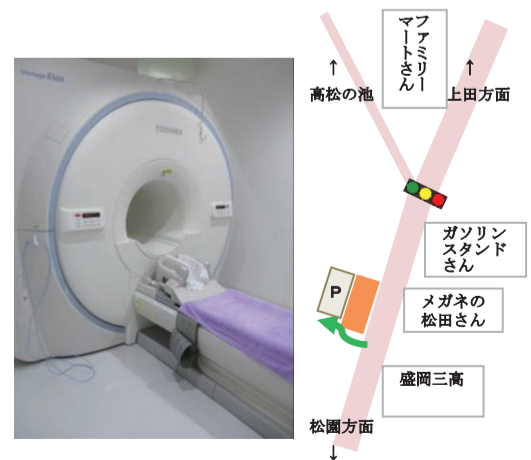 Vantage Elan
TOSHIBA
ファミリー
マートさん
↑
高松の池
↑
上田方面
ガソリン
スタンド
さん
P
メガネの
松田さん
盛岡三高
松園方面
↓